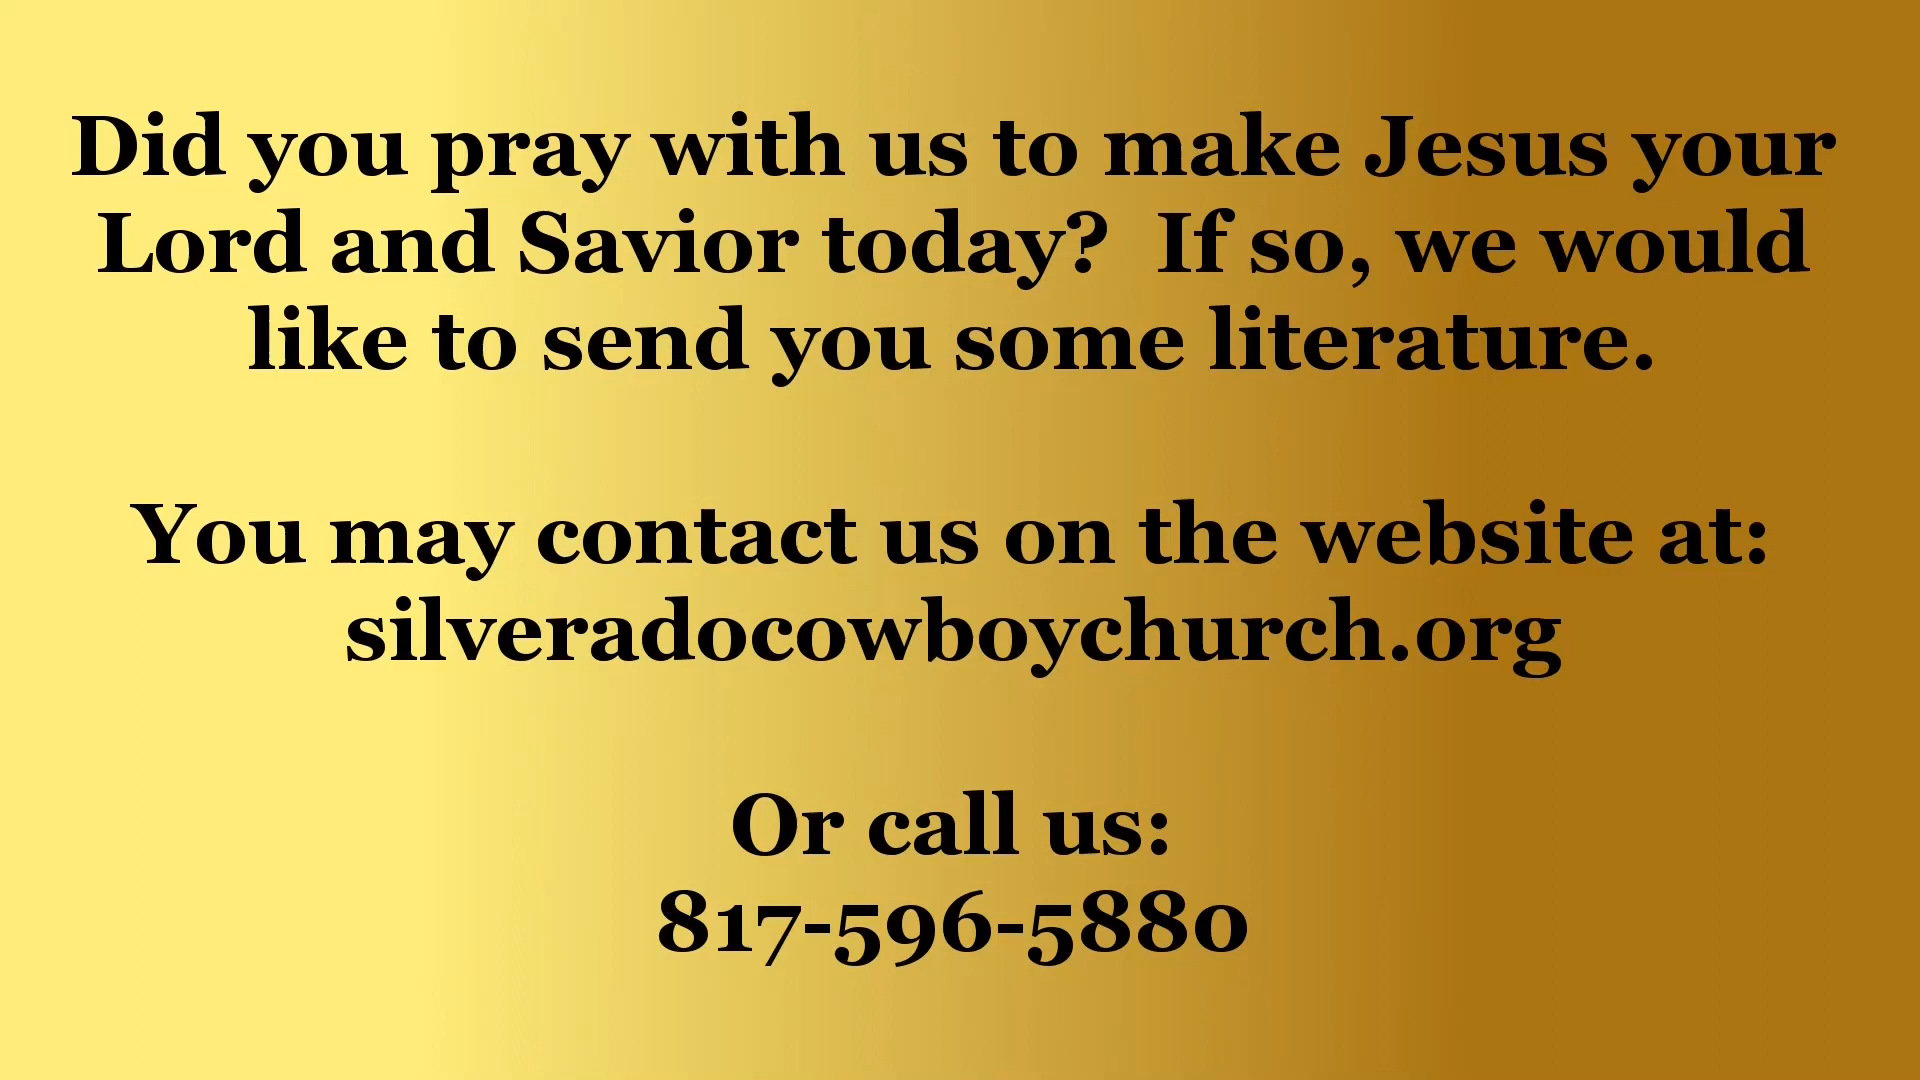 Did you pray with us to make Jesus your
Lord and Savior today?  If so, we would
like to send you some literature.
You may contact us on the website at:
silveradocowboychurch.org
Or call us:
817-596-5880